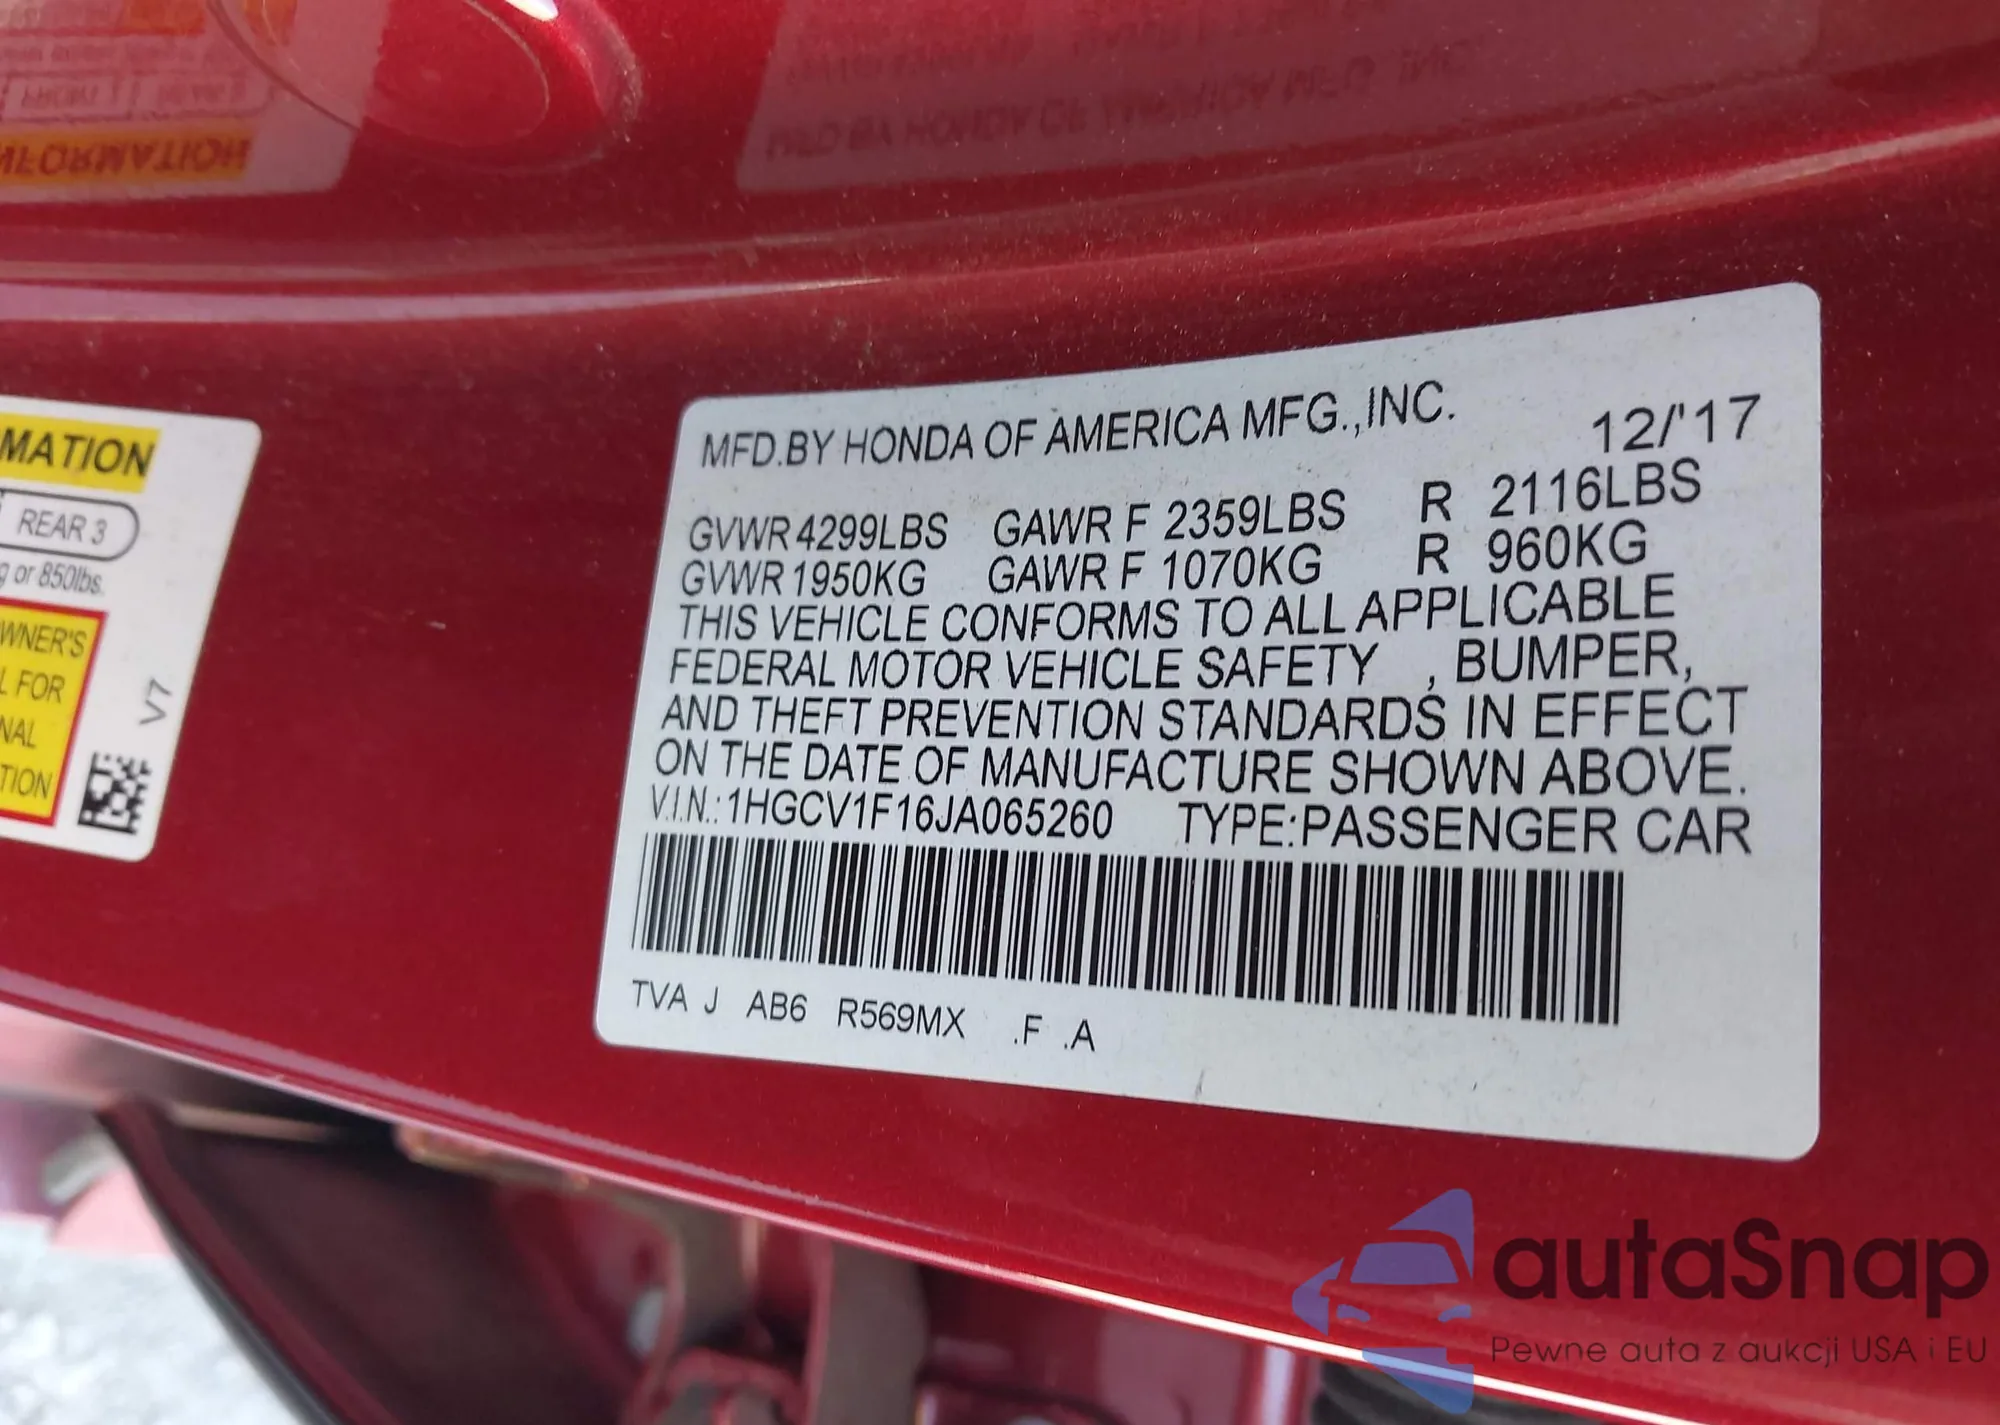 MATION
REAR 3
g or 850lbs.
WNER'S
L FOR
NAL
TION
V7
MFD.BY HONDA OF AMERICA MFG.,INC. 12/'17
GVWR 4299LBS GAWR F 2359LBS R 2116LBS
GVWR 1950KG GAWR F 1070KG R 960KG
THIS VEHICLE CONFORMS TO ALL APPLICABLE
FEDERAL MOTOR VEHICLE SAFETY , BUMPER,
AND THEFT PREVENTION STANDARDS IN EFFECT
ON THE DATE OF MANUFACTURE SHOWN ABOVE.
V.I.N.: 1HGCV1F16JA065260 TYPE:PASSENGER CAR
TVA J AB6 R569MX .F .A
autaSnap
Pewne auta z aukcji USA i EU